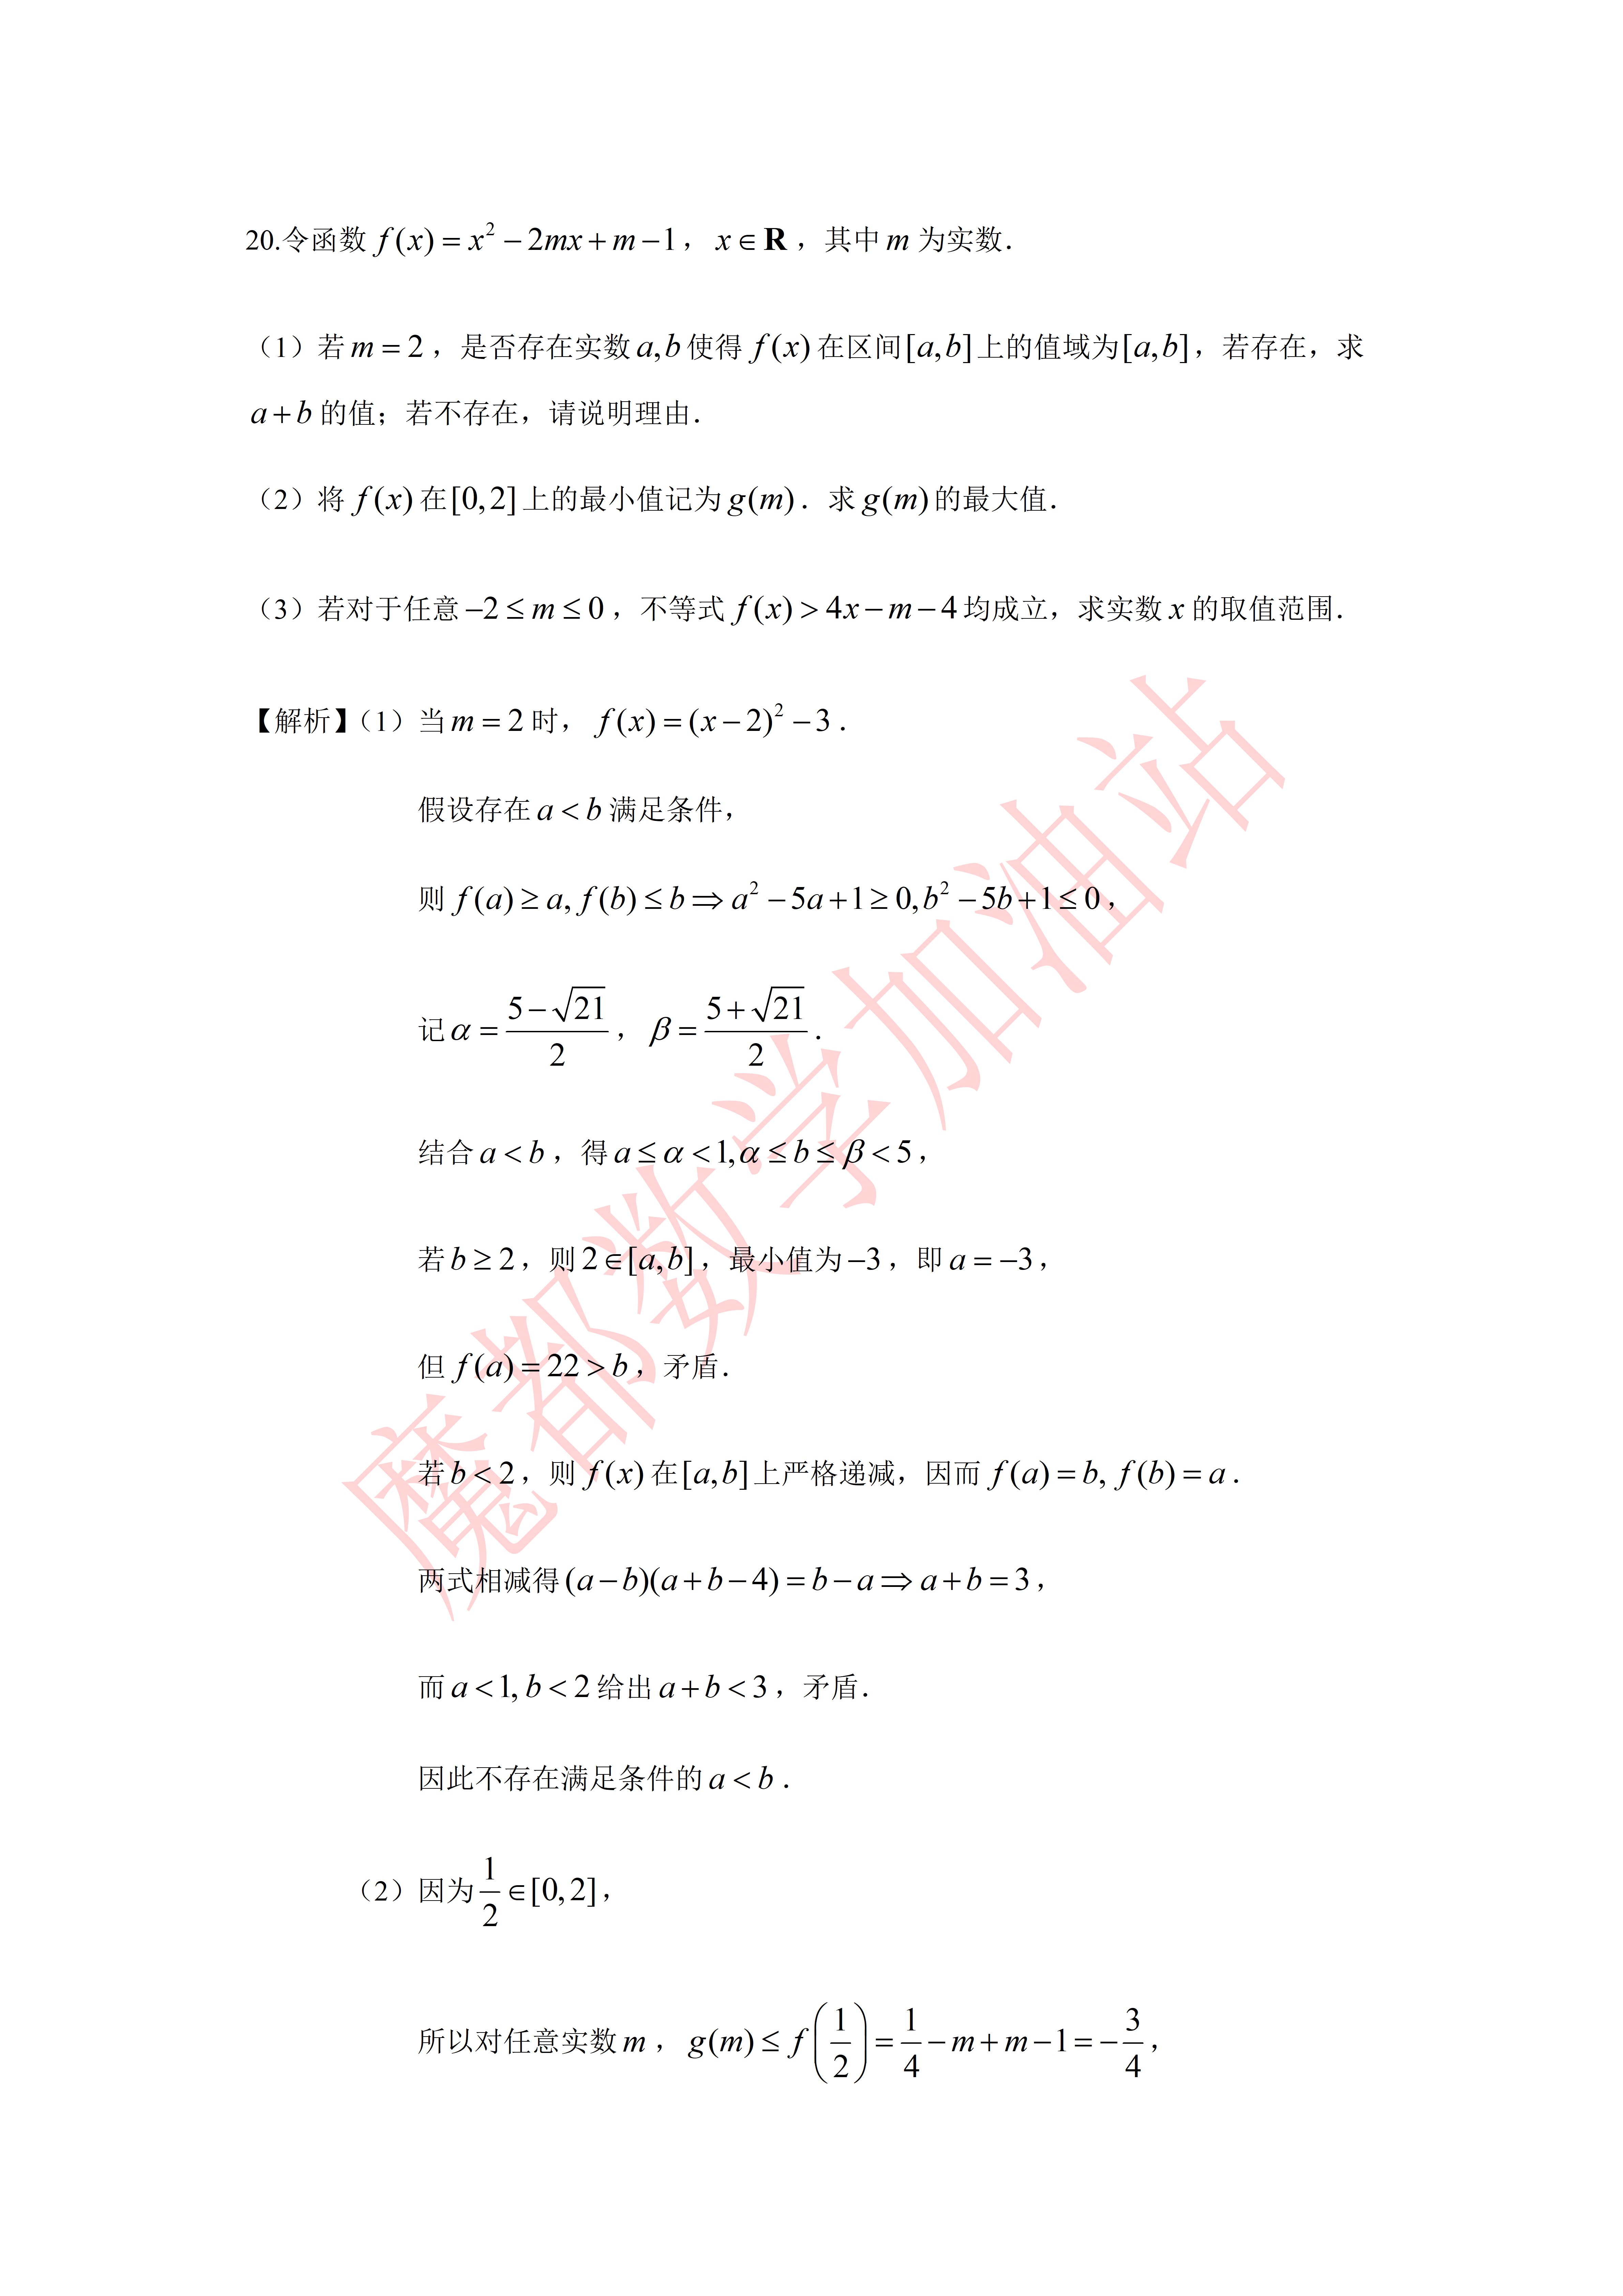 20.令函数 f(x) = x² − 2mx + m − 1， x ∈ R ，其中 m 为实数．
（1）若 m = 2 ，是否存在实数 a,b 使得 f(x) 在区间[a,b]上的值域为[a,b]，若存在，求
a + b 的值；若不存在，请说明理由．
（2）将 f(x) 在[0,2]上的最小值记为 g(m)．求 g(m) 的最大值．
（3）若对于任意 −2 ≤ m ≤ 0 ，不等式 f(x) > 4x − m − 4 均成立，求实数 x 的取值范围．
【解析】（1）当 m = 2 时， f(x) = (x − 2)² − 3 ．
假设存在 a < b 满足条件，
则 f(a) ≥ a, f(b) ≤ b ⇒ a² − 5a + 1 ≥ 0, b² − 5b + 1 ≤ 0 ，
记 α = (5 − √21)/2 ， β = (5 + √21)/2 ．
结合 a < b ，得 a ≤ α < 1, α ≤ b ≤ β < 5 ，
若 b ≥ 2 ，则 2 ∈ [a,b] ，最小值为 −3 ，即 a = −3 ，
但 f(a) = 22 > b ，矛盾．
若 b < 2 ，则 f(x) 在[a,b]上严格递减，因而 f(a) = b, f(b) = a ．
两式相减得 (a − b)(a + b − 4) = b − a ⇒ a + b = 3 ，
而 a < 1, b < 2 给出 a + b < 3 ，矛盾．
因此不存在满足条件的 a < b ．
（2）因为 1/2 ∈ [0,2] ，
所以对任意实数 m ， g(m) ≤ f(1/2) = 1/4 − m + m − 1 = − 3/4 ，
魔都数学加油站